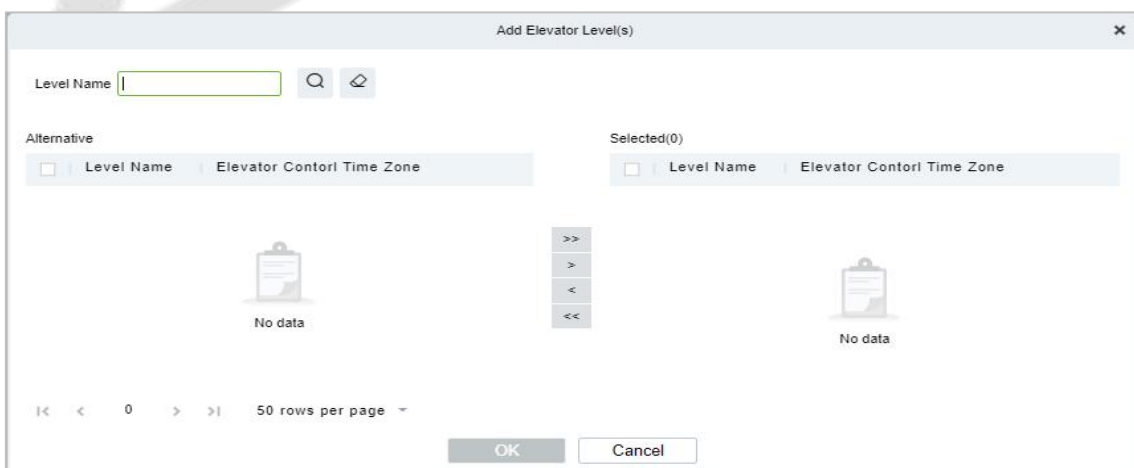 Add Elevator Level(s)
Level Name
Alternative
Selected(0)
Level Name Elevator Contorl Time Zone
Level Name Elevator Contorl Time Zone
>>
>
<
<<
No data
No data
0 50 rows per page
OK Cancel